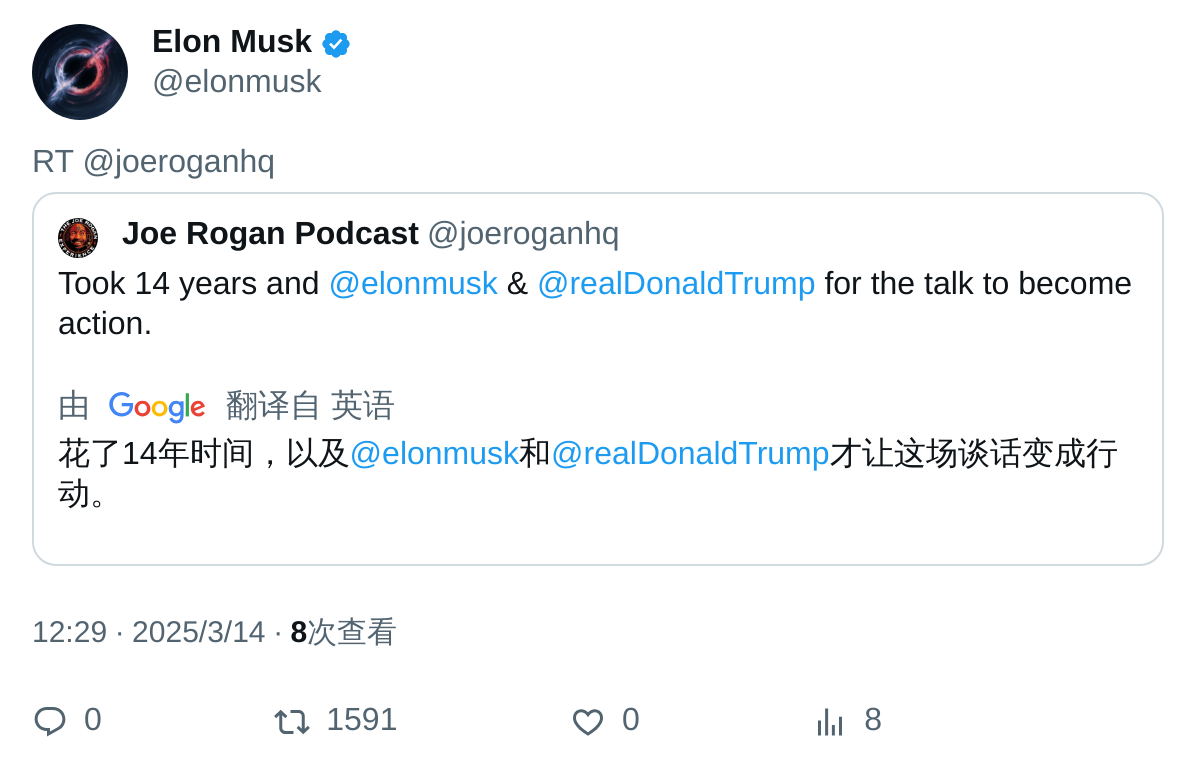 Elon Musk
@elonmusk
RT @joeroganhq
Joe Rogan Podcast @joeroganhq
Took 14 years and @elonmusk & @realDonaldTrump for the talk to become
action.
由 Google 翻译自 英语
花了14年时间，以及@elonmusk和@realDonaldTrump才让这场谈话变成行
动。
12:29 · 2025/3/14 · 8次查看
0 1591 0 8